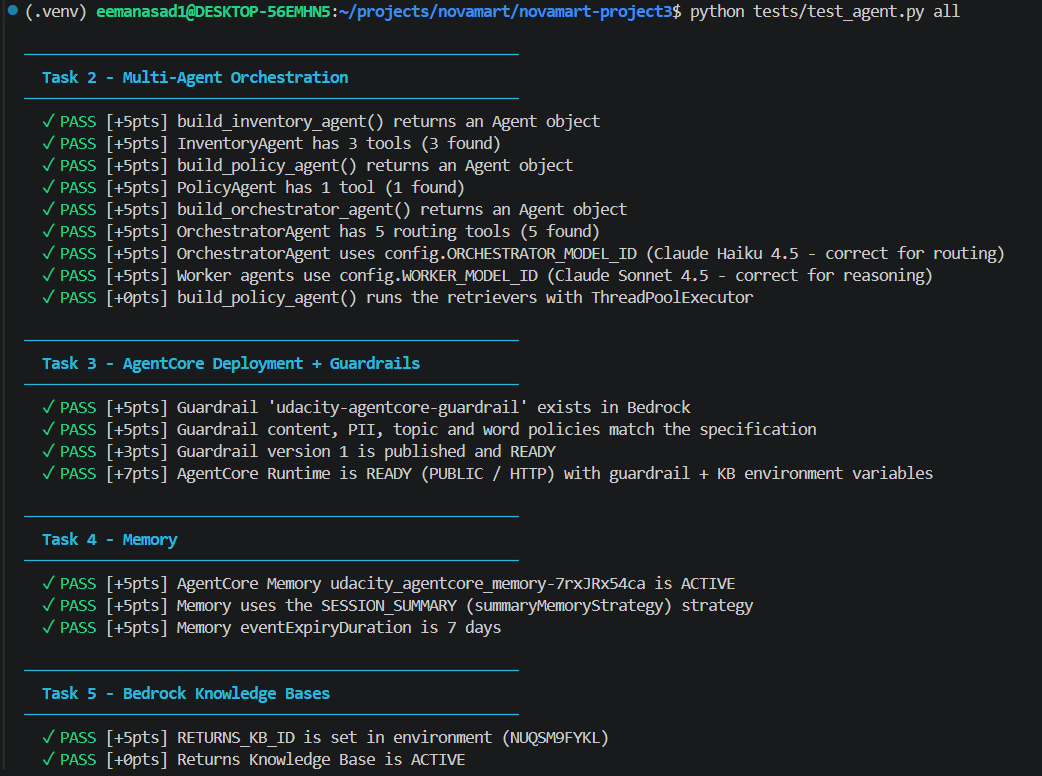 (.venv) eemanasad1@DESKTOP-56EMHN5:~/projects/novamart/novamart-project3$ python tests/test_agent.py all
Task 2 - Multi-Agent Orchestration
✓ PASS [+5pts] build_inventory_agent() returns an Agent object
✓ PASS [+5pts] InventoryAgent has 3 tools (3 found)
✓ PASS [+5pts] build_policy_agent() returns an Agent object
✓ PASS [+5pts] PolicyAgent has 1 tool (1 found)
✓ PASS [+5pts] build_orchestrator_agent() returns an Agent object
✓ PASS [+5pts] OrchestratorAgent has 5 routing tools (5 found)
✓ PASS [+5pts] OrchestratorAgent uses config.ORCHESTRATOR_MODEL_ID (Claude Haiku 4.5 - correct for routing)
✓ PASS [+5pts] Worker agents use config.WORKER_MODEL_ID (Claude Sonnet 4.5 - correct for reasoning)
✓ PASS [+0pts] build_policy_agent() runs the retrievers with ThreadPoolExecutor
Task 3 - AgentCore Deployment + Guardrails
✓ PASS [+5pts] Guardrail 'udacity-agentcore-guardrail' exists in Bedrock
✓ PASS [+5pts] Guardrail content, PII, topic and word policies match the specification
✓ PASS [+3pts] Guardrail version 1 is published and READY
✓ PASS [+7pts] AgentCore Runtime is READY (PUBLIC / HTTP) with guardrail + KB environment variables
Task 4 - Memory
✓ PASS [+5pts] AgentCore Memory udacity_agentcore_memory-7rxJRx54ca is ACTIVE
✓ PASS [+5pts] Memory uses the SESSION_SUMMARY (summaryMemoryStrategy) strategy
✓ PASS [+5pts] Memory eventExpiryDuration is 7 days
Task 5 - Bedrock Knowledge Bases
✓ PASS [+5pts] RETURNS_KB_ID is set in environment (NUQSM9FYKL)
✓ PASS [+0pts] Returns Knowledge Base is ACTIVE